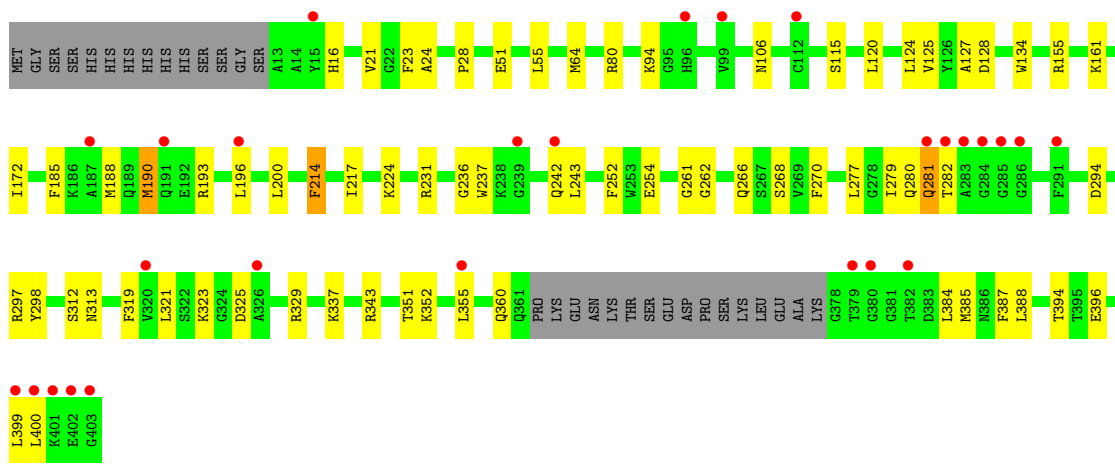 MET GLY SER SER HIS HIS HIS HIS HIS HIS SER SER GLY SER A13 A14 Y15 H16 V21 G22 F23 A24 P28 E51 L55 M64 R80 K94 G95 H96 V99 N106 C112 S115 L120 L124 V125 Y126 A127 D128 W134 R155 K161
I172 F185 K186 A187 M188 Q189 M190 Q191 E192 R193 L196 L200 F214 I217 K224 R231 G236 W237 K238 G239 Q242 L243 F252 W253 E254 G261 G262 Q266 S267 S268 V269 F270 L277 G278 I279 Q280 Q281 T282 A283 G284 G285 G286 F291 D294
R297 Y298 S312 N313 F319 V320 L321 S322 K323 G324 D325 A326 R329 K337 R343 T351 K352 L355 Q360 Q361 PRO LYS GLU ASN LYS THR SER GLU ASP PRO SER LYS LEU GLU ALA LYS G378 T379 G380 G381 T382 D383 L384 M385 N386 F387 L388 T394 T395 E396
L399 L400 K401 E402 G403